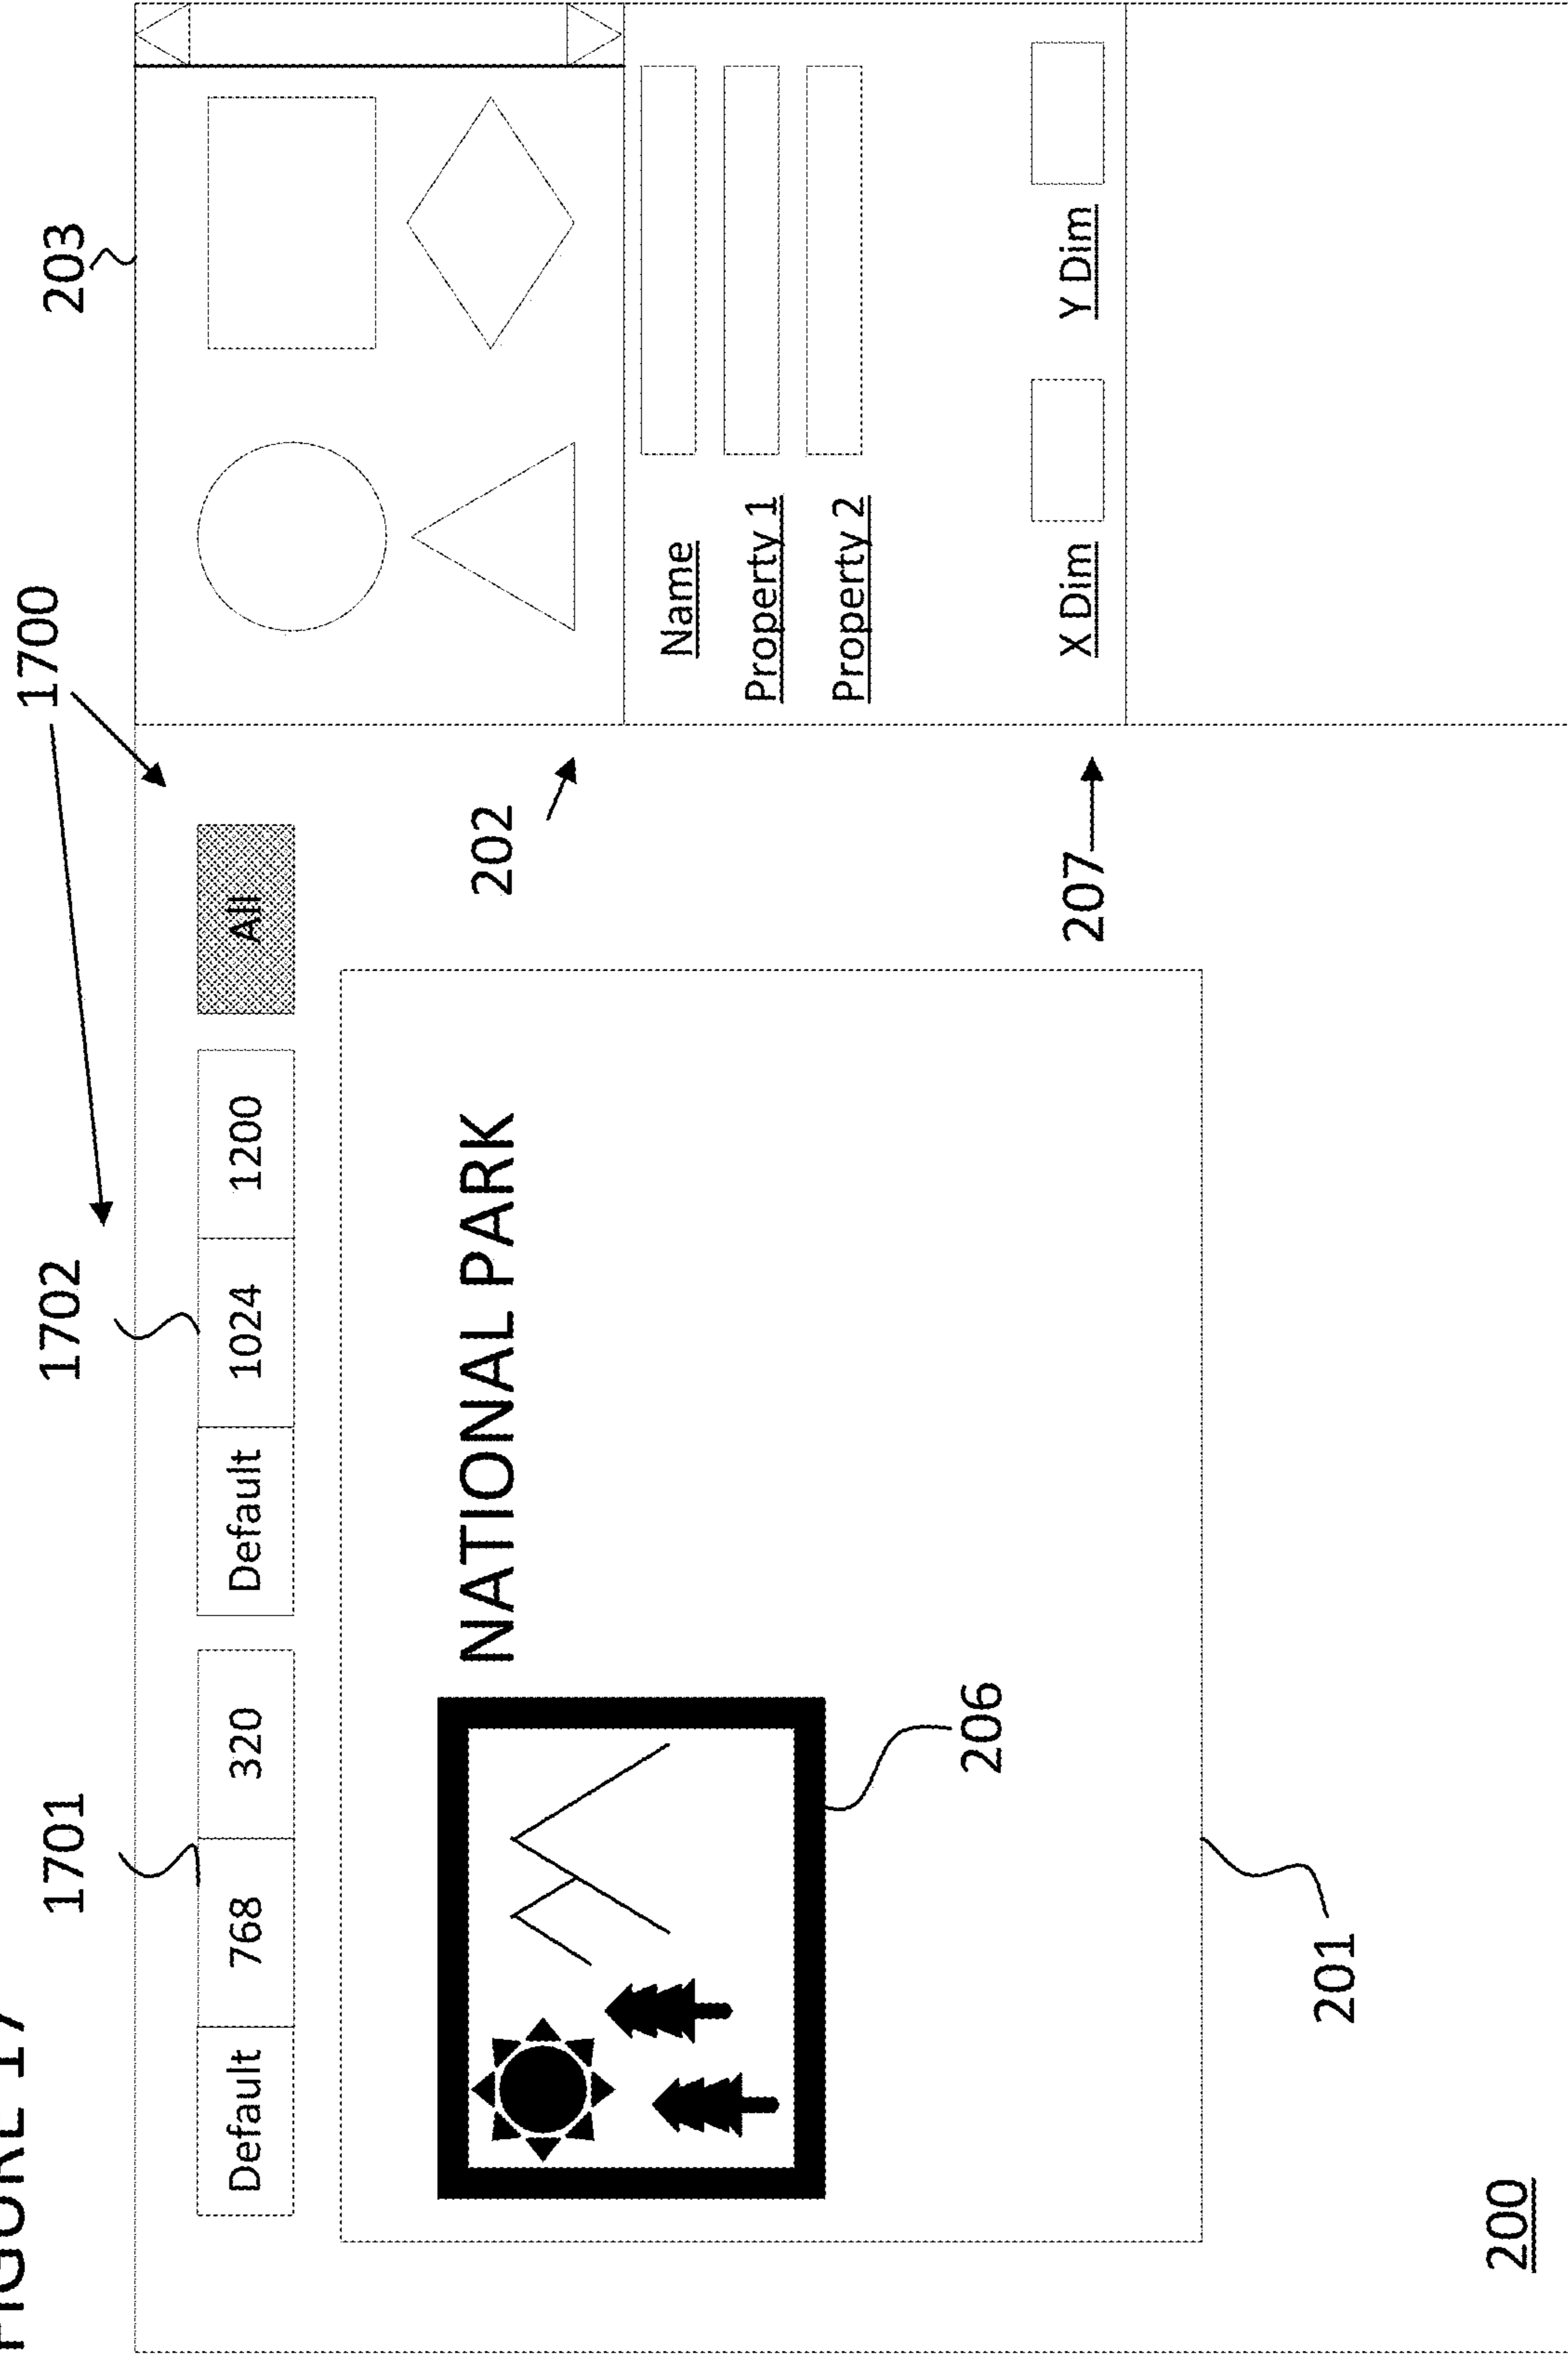 FIGURE 17
1700
1701
1702
203
Default 768 320 Default 1024 1200 All
NATIONAL PARK
202
Name
Property 1
Property 2
206
207
X Dim Y Dim
201
200